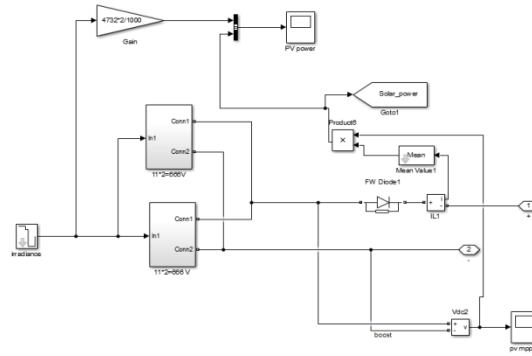 4732*2/1000
Gain
PV power
Solar_power
Goto1
Product6
×
Mean
Mean Value1
Conn1
In1
Conn2
11*2=666V
FW Diode1
+
i
-
IL1
1
+
Conn1
In1
Conn2
11*2=666 V
irradiance
2
-
Vdc2
+
v
-
boost
pv mpp